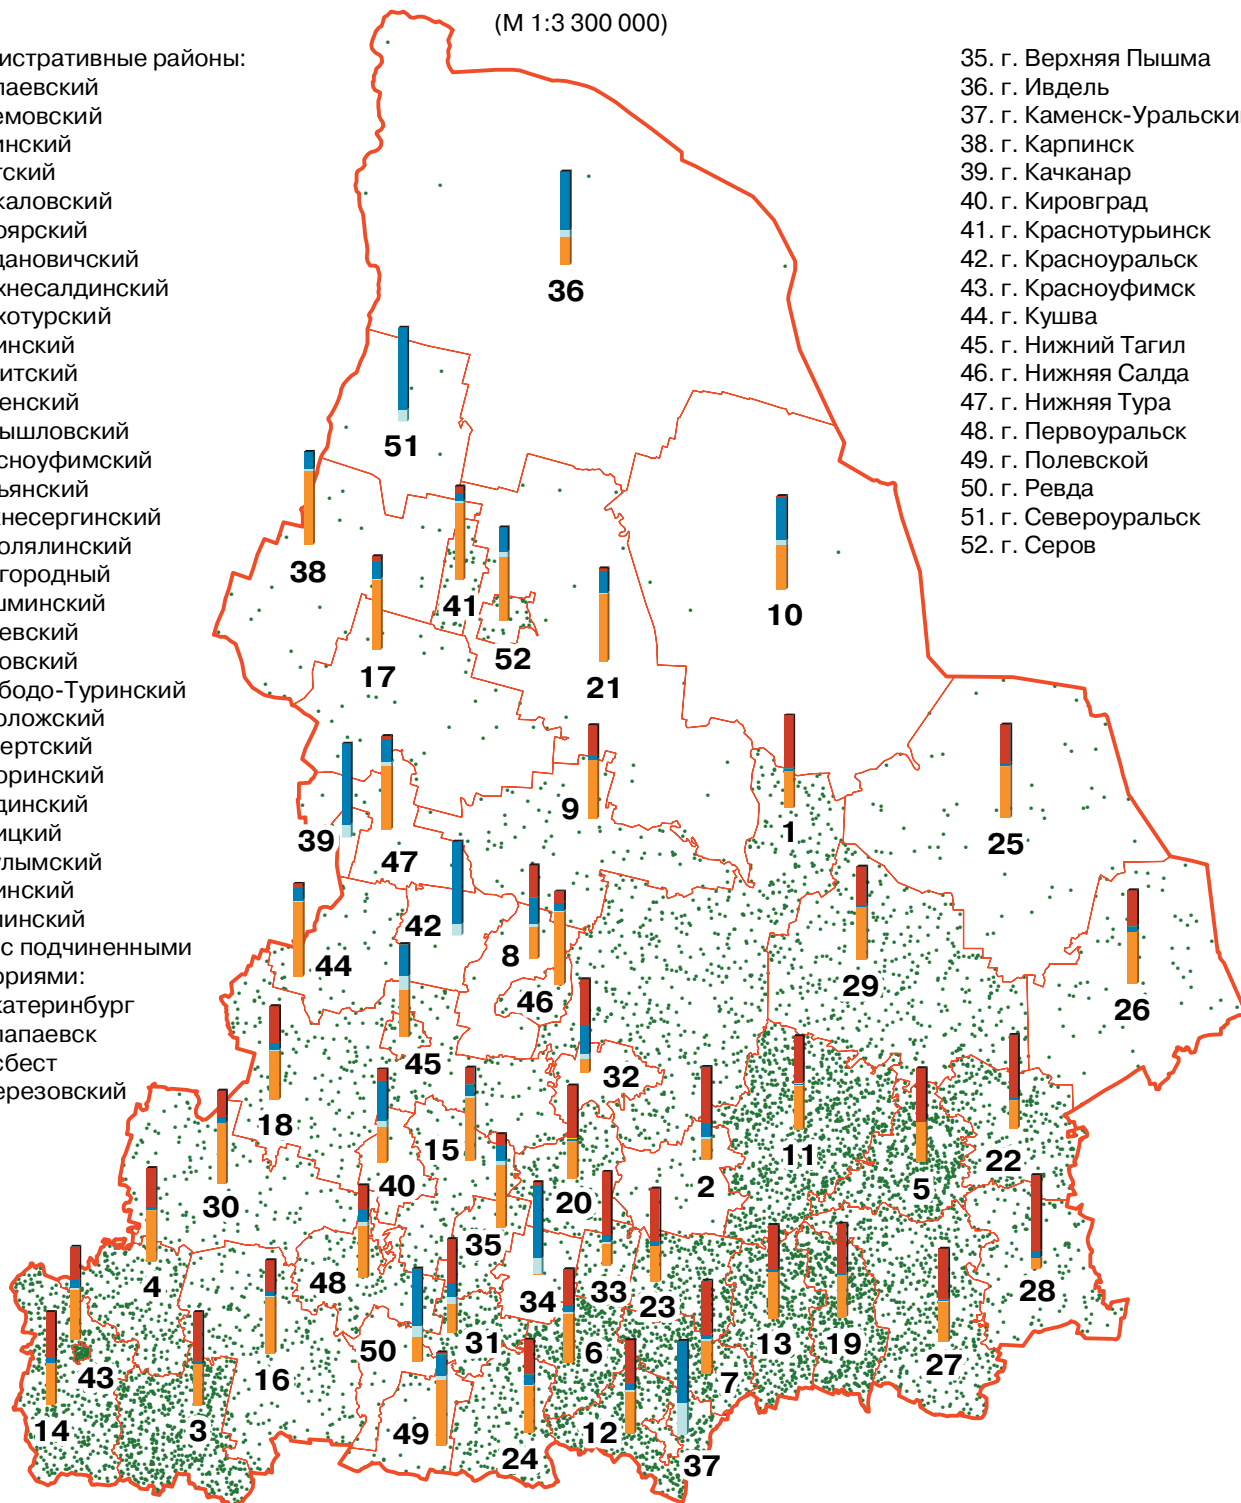 (М 1:3 300 000)
истративные районы:
паевский
емовский
инский
тский
каловский
оярский
дановичский
хнесалдинский
хотурский
инский
итский
енский
ышловский
сноуфимский
ьянский
кнесергинский
олялинский
городный
шминский
евский
овский
бодо-Туринский
оложский
ертский
оринский
динский
ицкий
улымский
инский
инский
с подчиненными
ориями:
катеринбург
лапаевск
сбест
ерезовский
35. г. Верхняя Пышма
36. г. Ивдель
37. г. Каменск-Уральски
38. г. Карпинск
39. г. Качканар
40. г. Кировград
41. г. Краснотурьинск
42. г. Красноуральск
43. г. Красноуфимск
44. г. Кушва
45. г. Нижний Тагил
46. г. Нижняя Салда
47. г. Нижняя Тура
48. г. Первоуральск
49. г. Полевской
50. г. Ревда
51. г. Североуральск
52. г. Серов
36
51
38
41
52
10
17
21
9
1
25
39
47
42
8
46
44
45
29
26
32
18
15
40
2
11
5
22
30
20
35
4
48
34
33
23
28
50
31
6
13
19
27
43
16
7
14
3
49
24
12
37